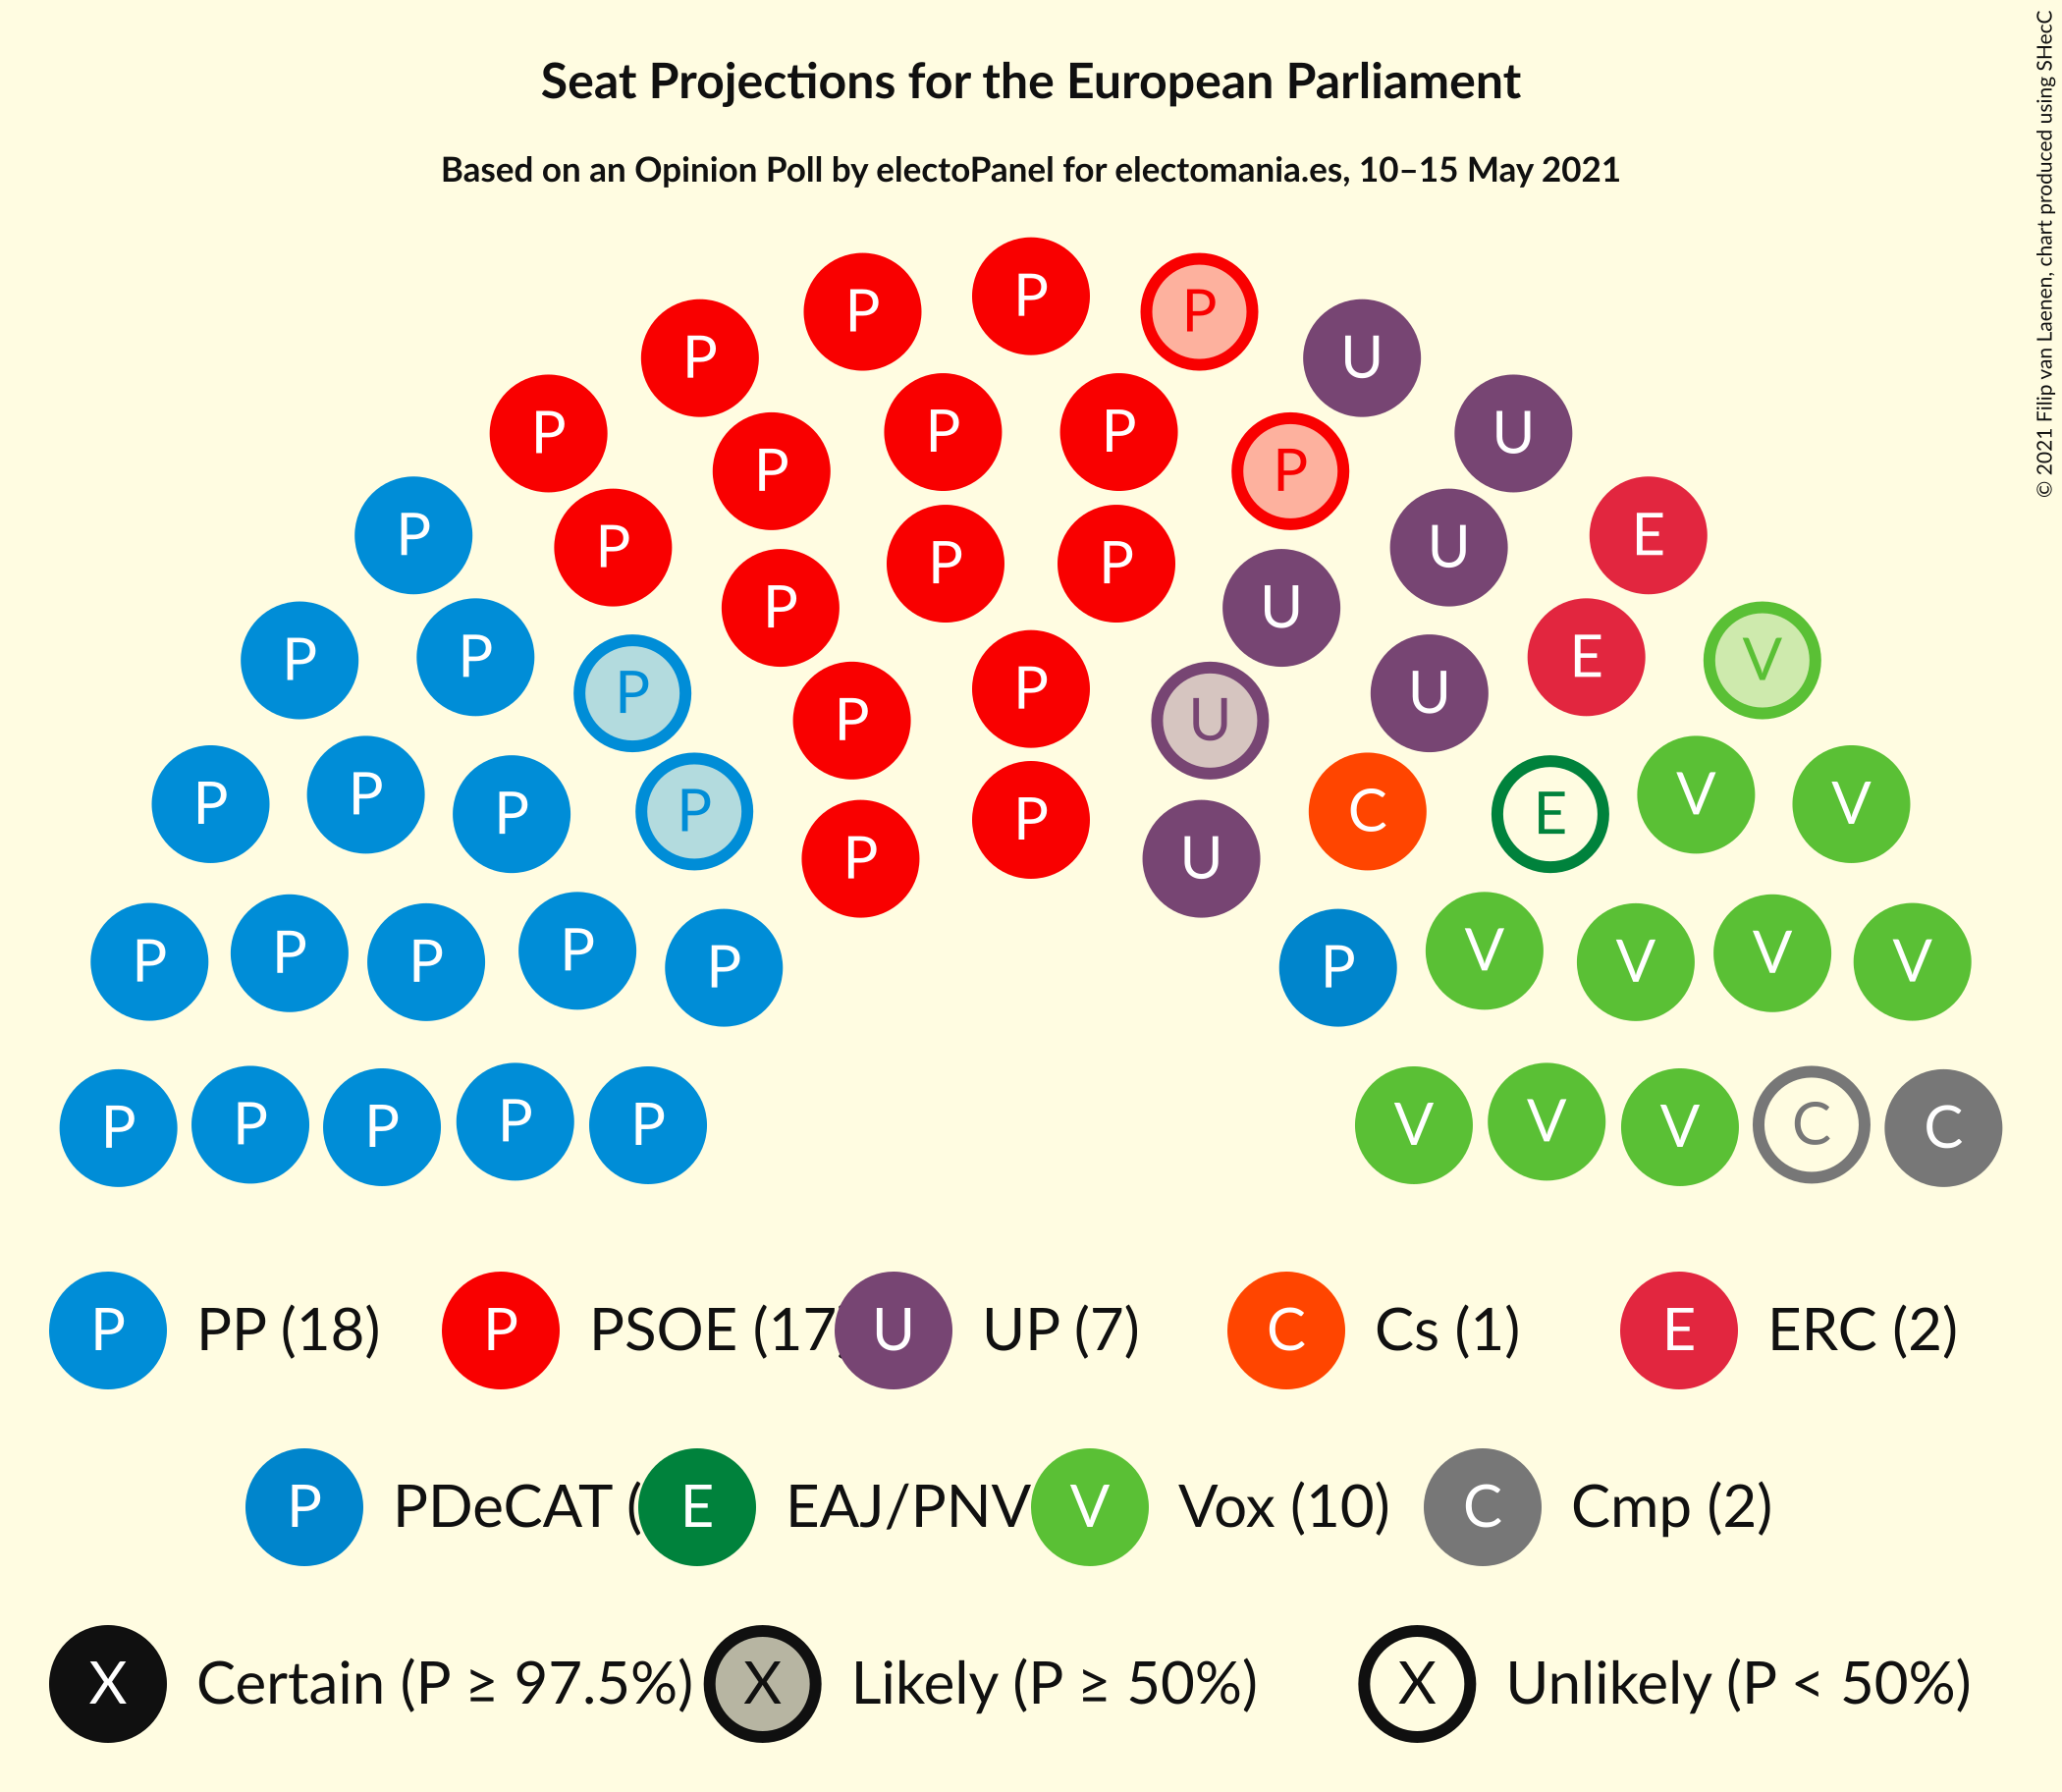 Seat Projections for the European Parliament
Based on an Opinion Poll by electoPanel for electomania.es, 10–15 May 2021
© 2021 Filip van Laenen, chart produced using SHecC
P P P U
P U
P P P P U
P P P E
P P U
P P P U
P P E
P P U V
P P U
P P P C E V V
P P P U
P P P P P P V V V V
P P P P P V V V C C
P PP (18) P PSOE (17 U UP (7) C Cs (1) E ERC (2)
P PDeCAT ( E EAJ/PNV V Vox (10) C Cmp (2)
X Certain (P ≥ 97.5%) X Likely (P ≥ 50%) X Unlikely (P < 50%)